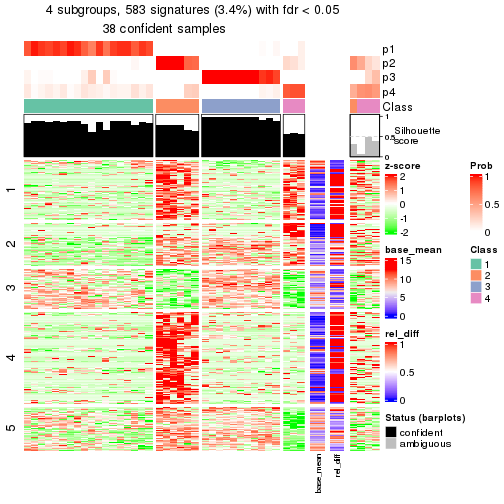 4 subgroups, 583 signatures (3.4%) with fdr < 0.05
38 confident samples
p1
p2
p3
p4
Class
1
0.5
0
Silhouette
score
1
2
3
4
5
base_mean
rel_diff
z-score
2
1
0
-1
-2
base_mean
15
10
5
0
rel_diff
1
0.5
0
Status (barplots)
confident
ambiguous
Prob
1
0.5
0
Class
1
2
3
4